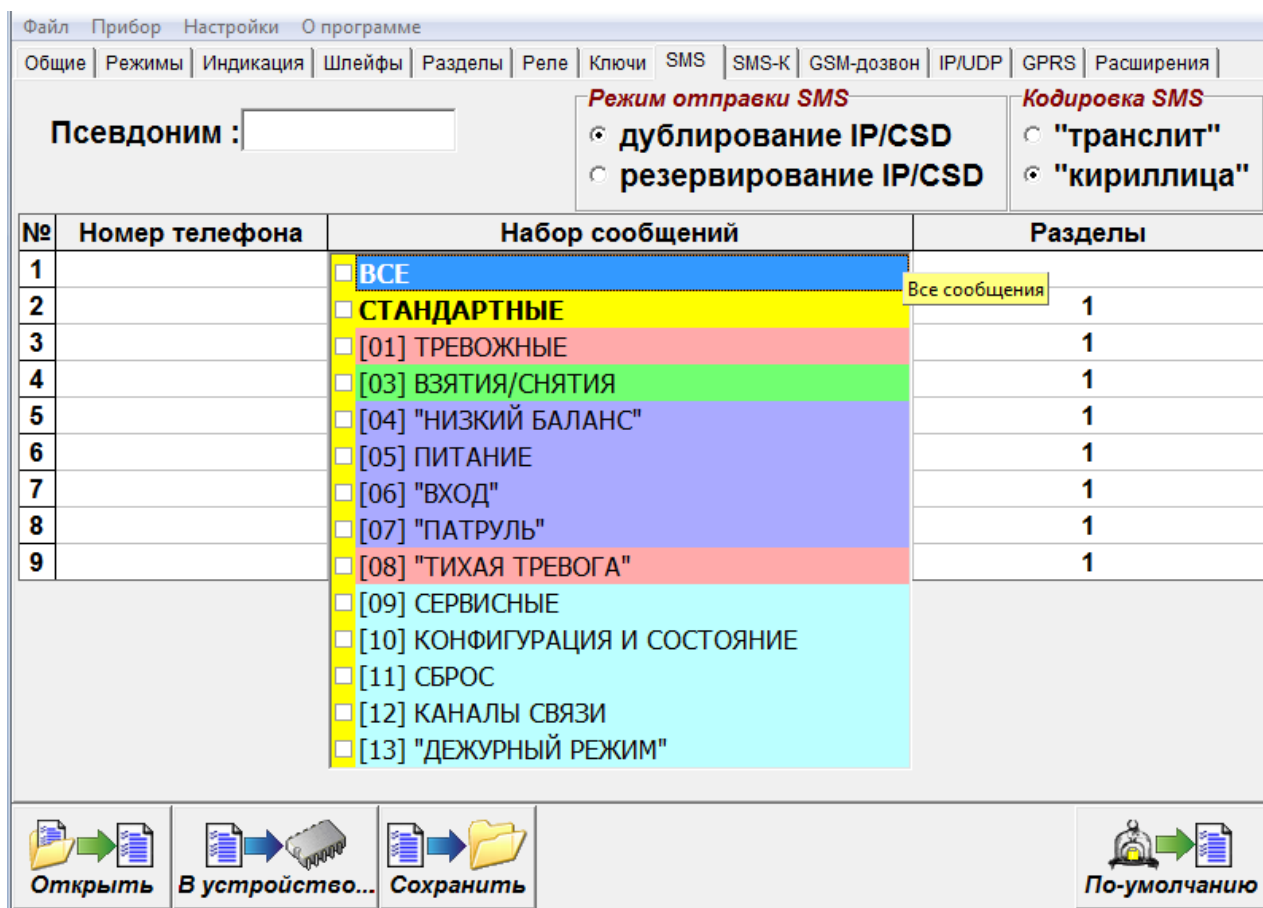 Файл Прибор Настройки О программе
Общие Режимы Индикация Шлейфы Разделы Реле Ключи SMS SMS-К GSM-дозвон IP/UDP GPRS Расширения
Режим отправки SMS Кодировка SMS
Псевдоним : дублирование IP/CSD "транслит"
резервирование IP/CSD "кириллица"
№ Номер телефона Набор сообщений Разделы
1 ВСЕ Все сообщения
2 СТАНДАРТНЫЕ 1
3 [01] ТРЕВОЖНЫЕ 1
4 [03] ВЗЯТИЯ/СНЯТИЯ 1
5 [04] "НИЗКИЙ БАЛАНС" 1
6 [05] ПИТАНИЕ 1
7 [06] "ВХОД" 1
8 [07] "ПАТРУЛЬ" 1
9 [08] "ТИХАЯ ТРЕВОГА" 1
[09] СЕРВИСНЫЕ
[10] КОНФИГУРАЦИЯ И СОСТОЯНИЕ
[11] СБРОС
[12] КАНАЛЫ СВЯЗИ
[13] "ДЕЖУРНЫЙ РЕЖИМ"
Открыть В устройство... Сохранить По-умолчанию